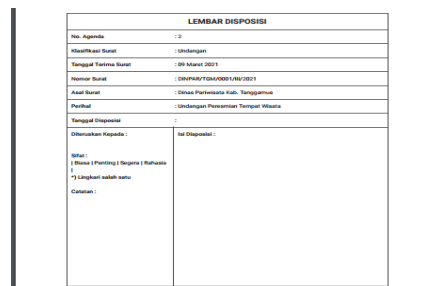 LEMBAR DISPOSISI
No. Agenda : 2
Klasifikasi Surat : Undangan
Tanggal Terima Surat : 09 Maret 2021
Nomor Surat : DINPAR/TGM/0001/III/2021
Asal Surat : Dinas Pariwisata Kab. Tanggamus
Perihal : Undangan Peresmian Tempat Wisata
Tanggal Disposisi :
Diteruskan Kepada :
Sifat :
| Biasa | Penting | Segera | Rahasia
|
*) Lingkari salah satu
Catatan :
Isi Disposisi :